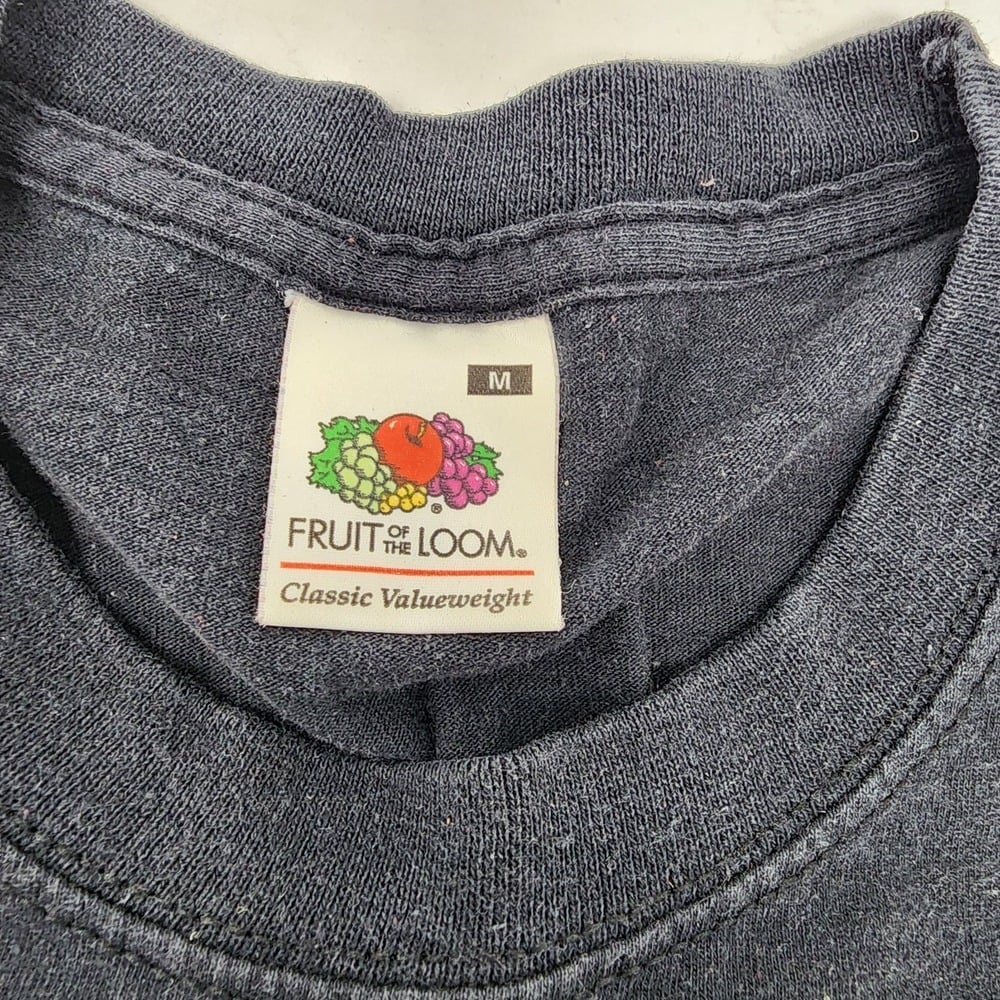 M
®
FRUIT OF THE LOOM®
Classic Valueweight